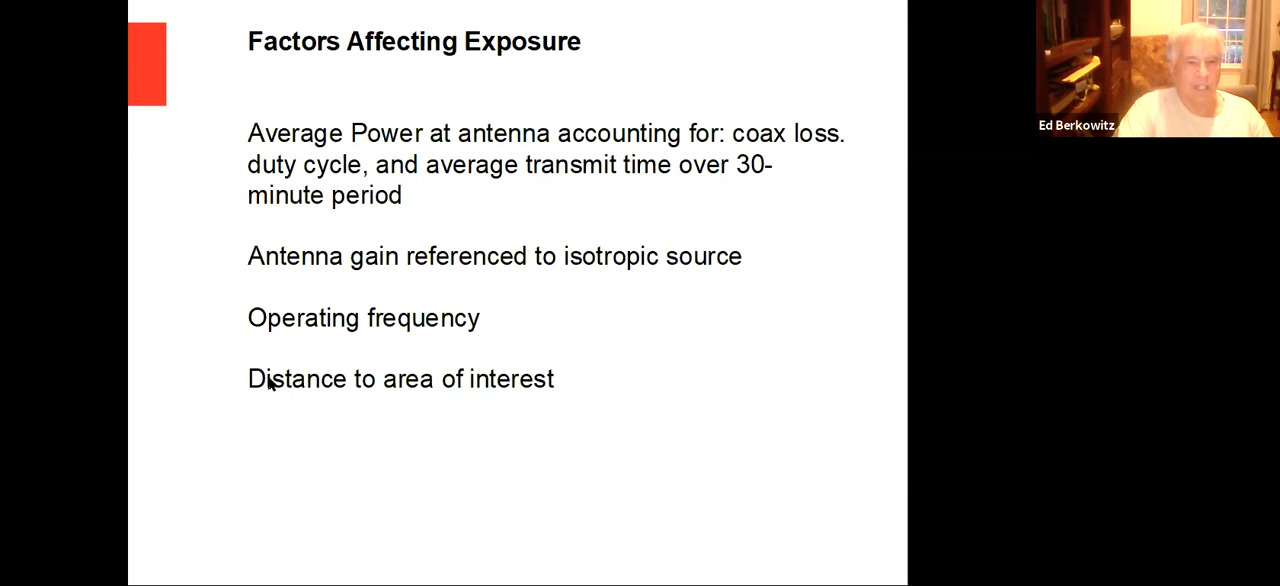 Factors Affecting Exposure
Average Power at antenna accounting for: coax loss.
duty cycle, and average transmit time over 30-
minute period
Antenna gain referenced to isotropic source
Operating frequency
Distance to area of interest
Ed Berkowitz